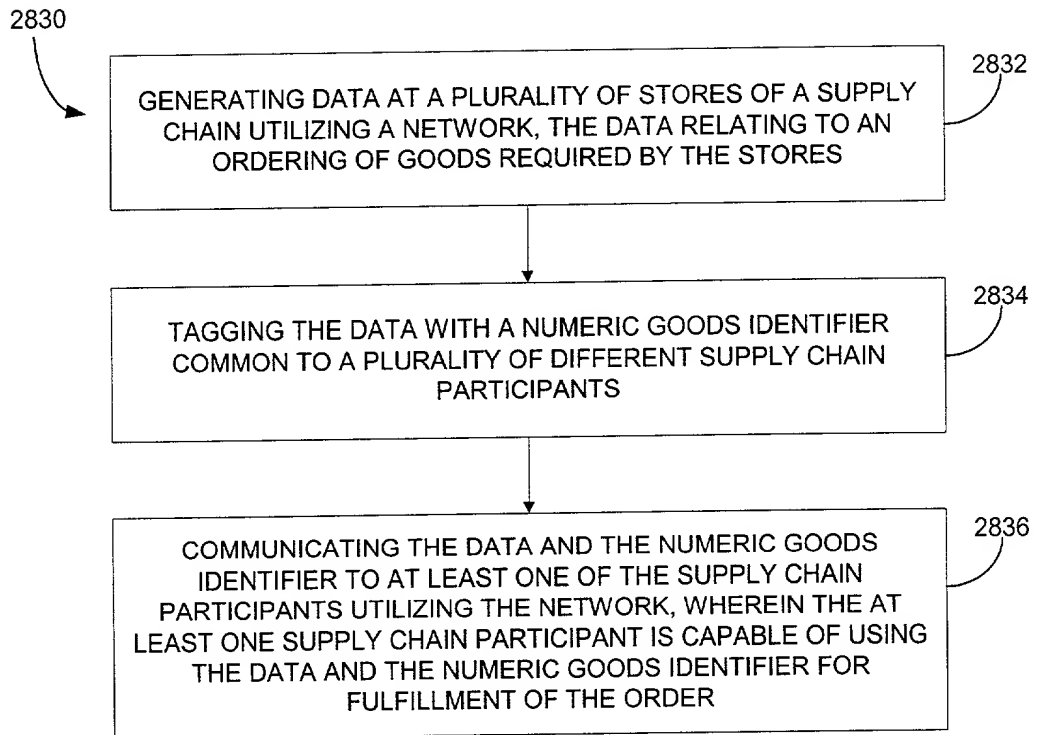 2830
2832
GENERATING DATA AT A PLURALITY OF STORES OF A SUPPLY
CHAIN UTILIZING A NETWORK, THE DATA RELATING TO AN
ORDERING OF GOODS REQUIRED BY THE STORES
2834
TAGGING THE DATA WITH A NUMERIC GOODS IDENTIFIER
COMMON TO A PLURALITY OF DIFFERENT SUPPLY CHAIN
PARTICIPANTS
2836
COMMUNICATING THE DATA AND THE NUMERIC GOODS
IDENTIFIER TO AT LEAST ONE OF THE SUPPLY CHAIN
PARTICIPANTS UTILIZING THE NETWORK, WHEREIN THE AT
LEAST ONE SUPPLY CHAIN PARTICIPANT IS CAPABLE OF USING
THE DATA AND THE NUMERIC GOODS IDENTIFIER FOR
FULFILLMENT OF THE ORDER